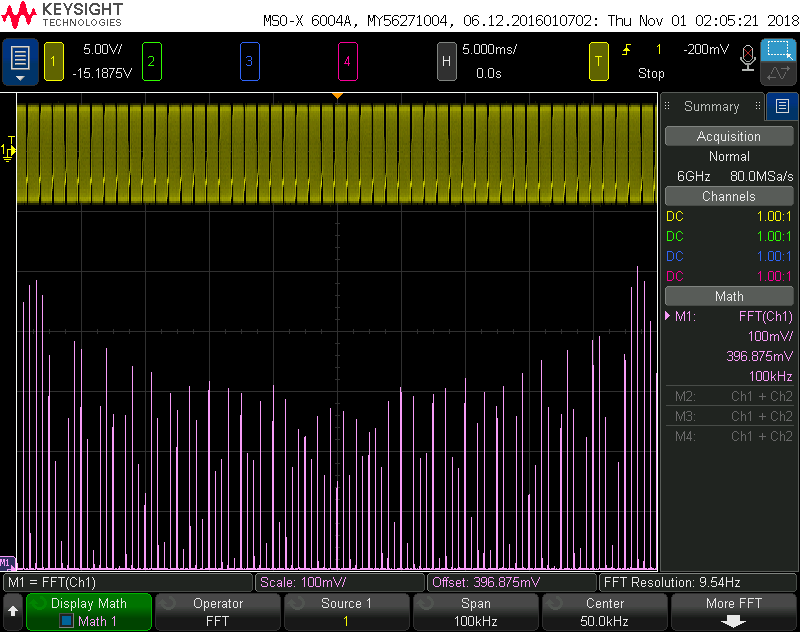 KEYSIGHT
TECHNOLOGIES
MSO-X 6004A, MY56271004, 06.12.2016010702: Thu Nov 01 02:05:21 2018
1 5.00V/ 2 3 4 H 5.000ms/ T 1 -200mV
-15.1875V 0.0s Stop
Summary
Acquisition
Normal
6GHz 80.0MSa/s
Channels
DC 1.00:1
DC 1.00:1
DC 1.00:1
DC 1.00:1
Math
M1: FFT(Ch1)
100mV/
396.875mV
100kHz
M2: Ch1 + Ch2
M3: Ch1 + Ch2
M4: Ch1 + Ch2
T
1
M1
M1 = FFT(Ch1) Scale: 100mV/ Offset: 396.875mV FFT Resolution: 9.54Hz
Display Math Operator Source 1 Span Center More FFT
Math 1 FFT 1 100kHz 50.0kHz